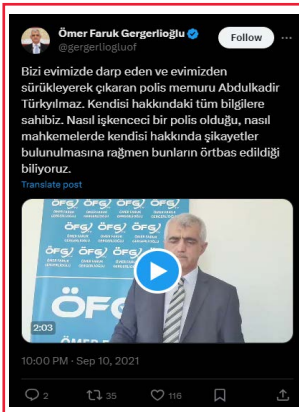 Ömer Faruk Gergerlioğlu
@gergerliogluof
Follow
Bizi evimizde darp eden ve evimizden
sürükleyerek çıkaran polis memuru Abdulkadir
Türkyılmaz. Kendisi hakkındaki tüm bilgilere
sahibiz. Nasıl işkenceci bir polis olduğu, nasıl
mahkemelerde kendisi hakkında şikayetler
bulunulmasına rağmen bunların örtbas edildiği
biliyoruz.
Translate post
ÖFG
2:03
10:00 PM · Sep 10, 2021
2
35
116